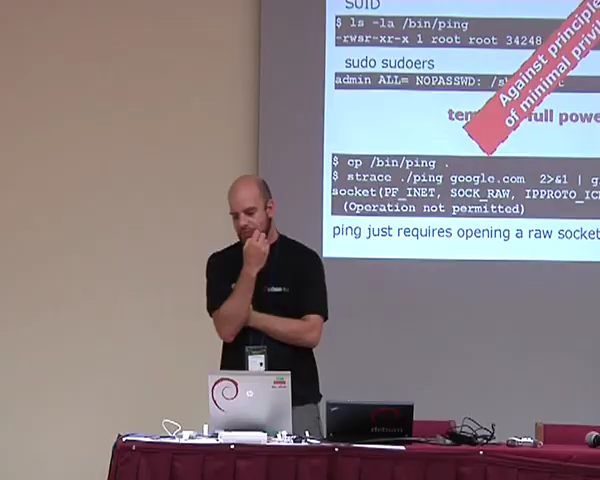 SUID
$ ls -la /bin/ping
-rwsr-xr-x 1 root root 34248
sudo sudoers
admin ALL= NOPASSWD:
Against principle
of minimal privi
full powe
$ cp /bin/ping .
$ strace ./ping google.com 2>&1 | g
socket(PF_INET, SOCK_RAW, IPPROTO_IC
(Operation not permitted)
ping just requires opening a raw socket
hp
debian